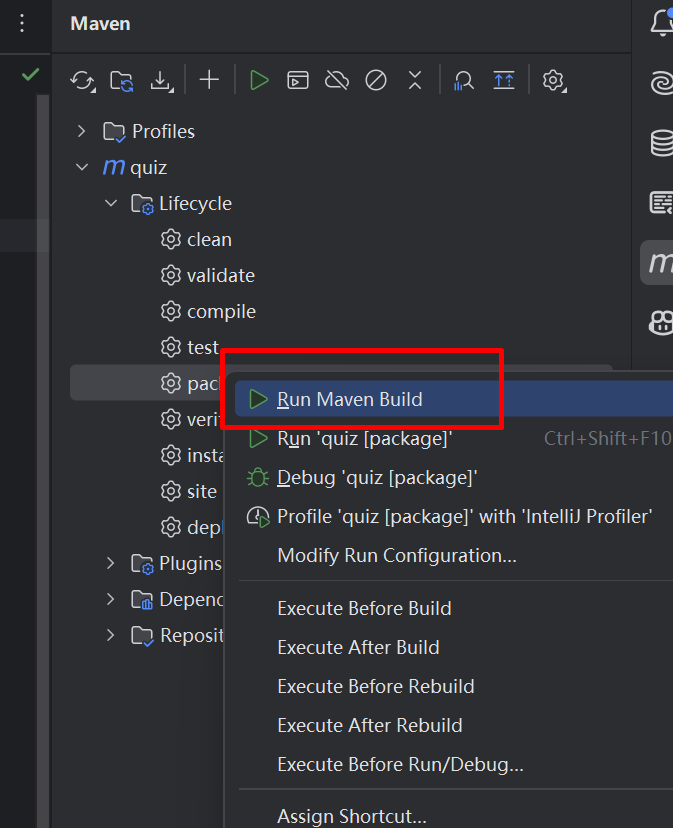 Maven
Profiles
m quiz
Lifecycle
clean
validate
compile
test
pac
Run Maven Build
veri
Run 'quiz [package]' Ctrl+Shift+F10
insta
Debug 'quiz [package]'
site
Profile 'quiz [package]' with 'IntelliJ Profiler'
depl
Modify Run Configuration...
Plugins
Depend
Execute Before Build
Reposit
Execute After Build
Execute Before Rebuild
Execute After Rebuild
Execute Before Run/Debug...
Assign Shortcut...
m